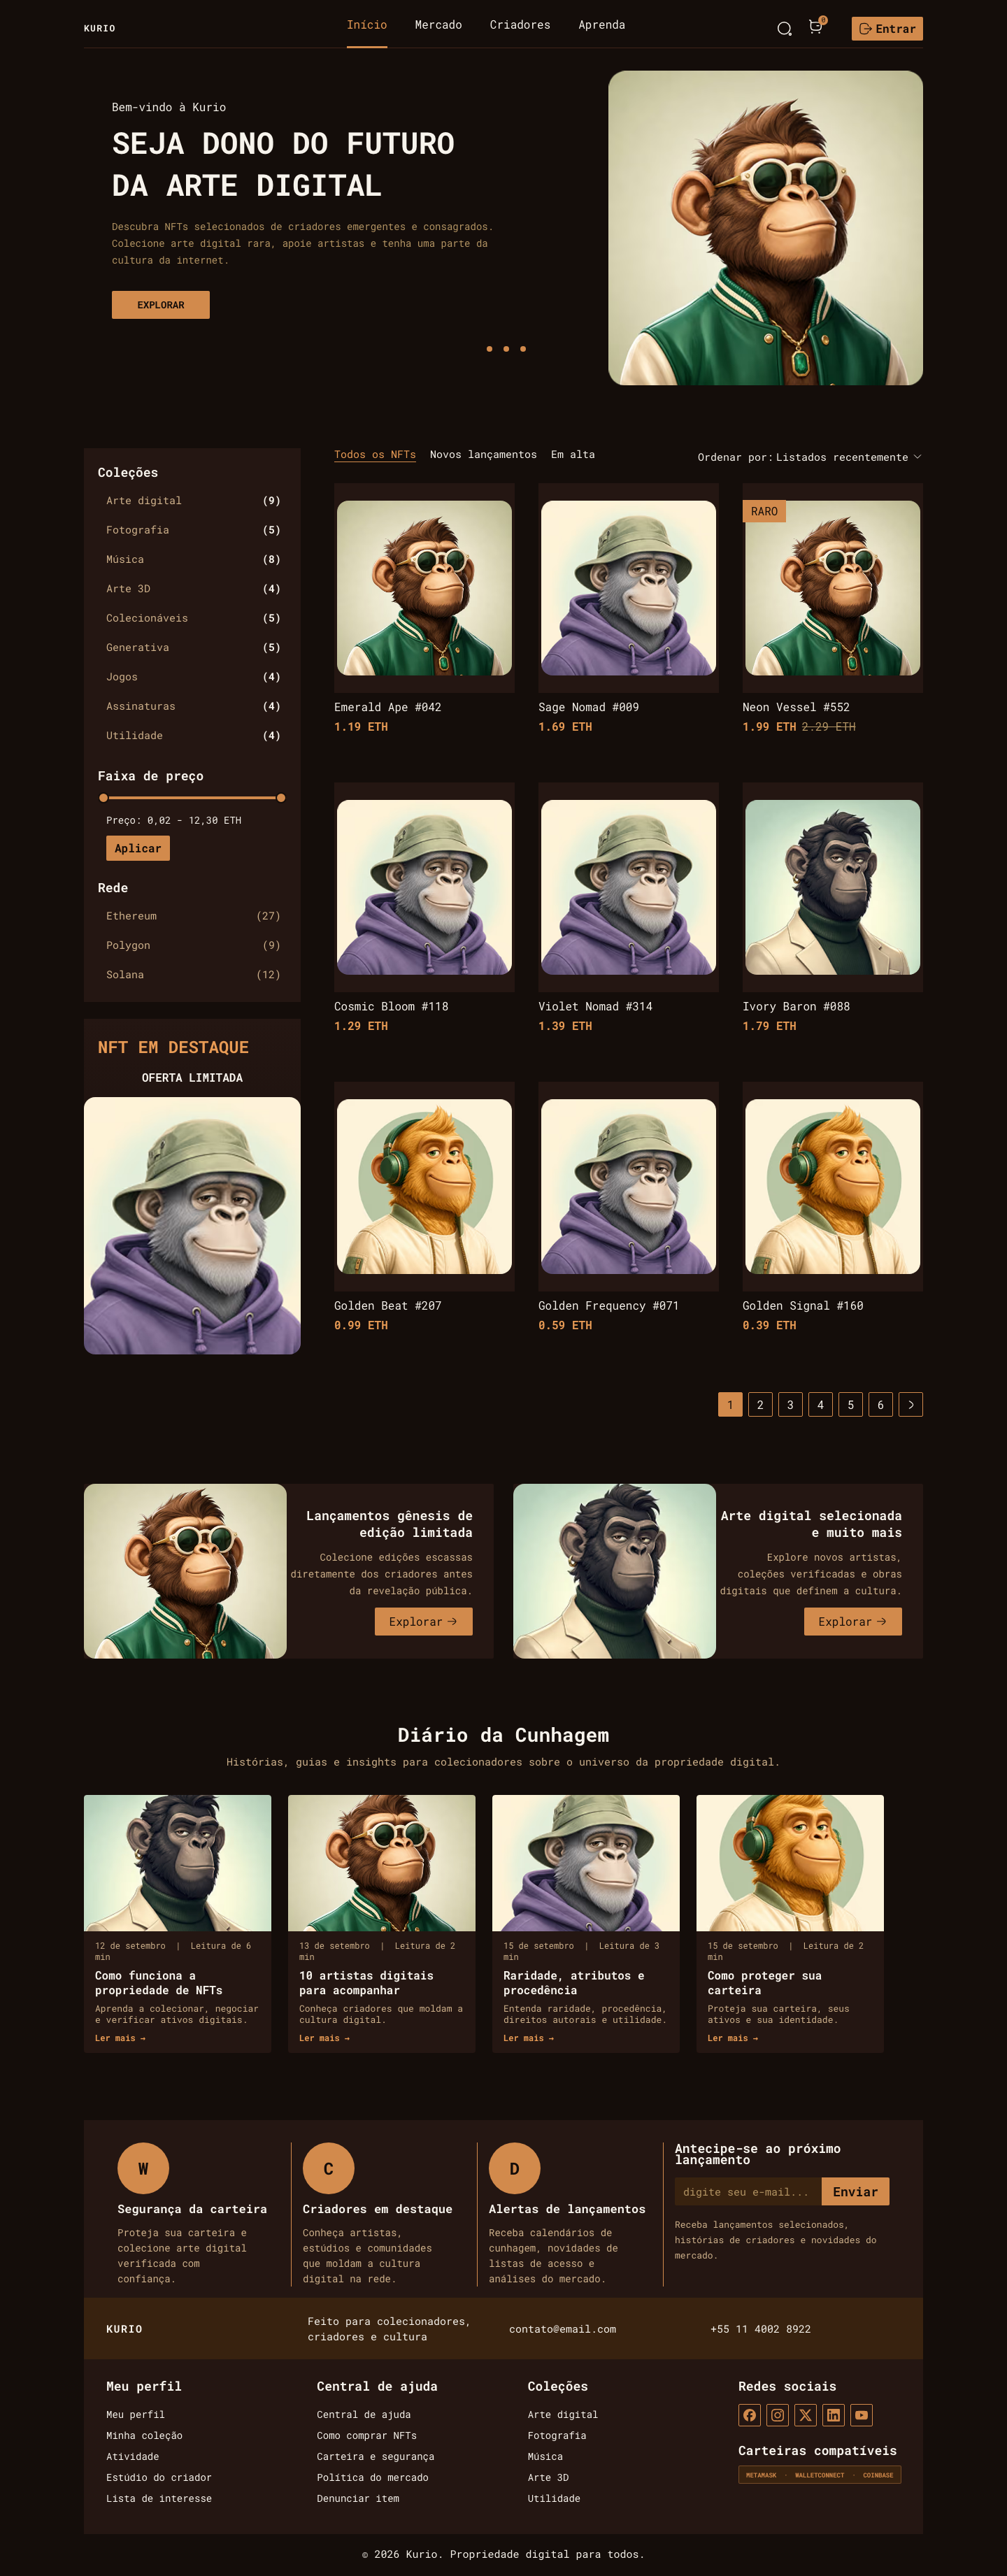 KURIO
Início
Mercado
Criadores
Aprenda
0
Entrar
Bem-vindo à Kurio
SEJA DONO DO FUTURO
DA ARTE DIGITAL
Descubra NFTs selecionados de criadores emergentes e consagrados.
Colecione arte digital rara, apoie artistas e tenha uma parte da
cultura da internet.
EXPLORAR
Coleções
Arte digital (9)
Fotografia (5)
Música (8)
Arte 3D (4)
Colecionáveis (5)
Generativa (5)
Jogos (4)
Assinaturas (4)
Utilidade (4)
Faixa de preço
Preço: 0,02 - 12,30 ETH
Aplicar
Rede
Ethereum (27)
Polygon (9)
Solana (12)
NFT EM DESTAQUE
OFERTA LIMITADA
Todos os NFTs
Novos lançamentos
Em alta
Ordenar por: Listados recentemente
RARO
Emerald Ape #042
1.19 ETH
Sage Nomad #009
1.69 ETH
Neon Vessel #552
1.99 ETH 2.29 ETH
Cosmic Bloom #118
1.29 ETH
Violet Nomad #314
1.39 ETH
Ivory Baron #088
1.79 ETH
Golden Beat #207
0.99 ETH
Golden Frequency #071
0.59 ETH
Golden Signal #160
0.39 ETH
1 2 3 4 5 6
Lançamentos gênesis de
edição limitada
Colecione edições escassas
diretamente dos criadores antes
da revelação pública.
Explorar →
Arte digital selecionada
e muito mais
Explore novos artistas,
coleções verificadas e obras
digitais que definem a cultura.
Explorar →
Diário da Cunhagem
Histórias, guias e insights para colecionadores sobre o universo da propriedade digital.
12 de setembro | Leitura de 6
min
Como funciona a
propriedade de NFTs
Aprenda a colecionar, negociar
e verificar ativos digitais.
Ler mais →
13 de setembro | Leitura de 2
min
10 artistas digitais
para acompanhar
Conheça criadores que moldam a
cultura digital.
Ler mais →
15 de setembro | Leitura de 3
min
Raridade, atributos e
procedência
Entenda raridade, procedência,
direitos autorais e utilidade.
Ler mais →
15 de setembro | Leitura de 2
min
Como proteger sua
carteira
Proteja sua carteira, seus
ativos e sua identidade.
Ler mais →
W
Segurança da carteira
Proteja sua carteira e
colecione arte digital
verificada com
confiança.
C
Criadores em destaque
Conheça artistas,
estúdios e comunidades
que moldam a cultura
digital na rede.
D
Alertas de lançamentos
Receba calendários de
cunhagem, novidades de
listas de acesso e
análises do mercado.
Antecipe-se ao próximo
lançamento
digite seu e-mail...
Enviar
Receba lançamentos selecionados,
histórias de criadores e novidades do
mercado.
KURIO
Feito para colecionadores,
criadores e cultura
contato@email.com
+55 11 4002 8922
Meu perfil
Meu perfil
Minha coleção
Atividade
Estúdio do criador
Lista de interesse
Central de ajuda
Central de ajuda
Como comprar NFTs
Carteira e segurança
Política do mercado
Denunciar item
Coleções
Arte digital
Fotografia
Música
Arte 3D
Utilidade
Redes sociais
Carteiras compatíveis
METAMASK · WALLETCONNECT · COINBASE
© 2026 Kurio. Propriedade digital para todos.